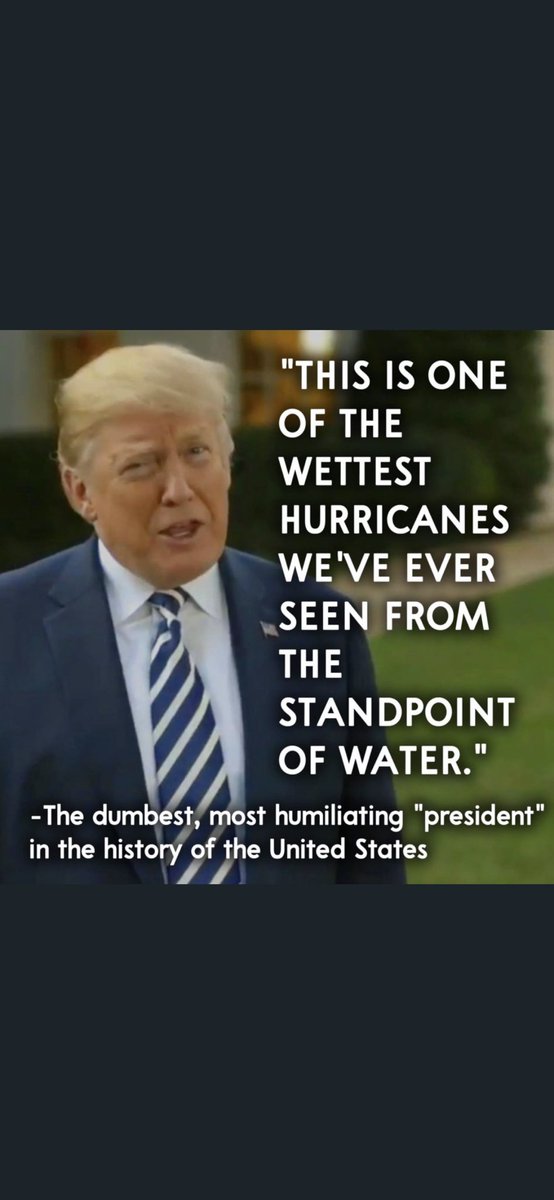 "THIS IS ONE
OF THE
WETTEST
HURRICANES
WE'VE EVER
SEEN FROM
THE
STANDPOINT
OF WATER."
-The dumbest, most humiliating "president"
in the history of the United States